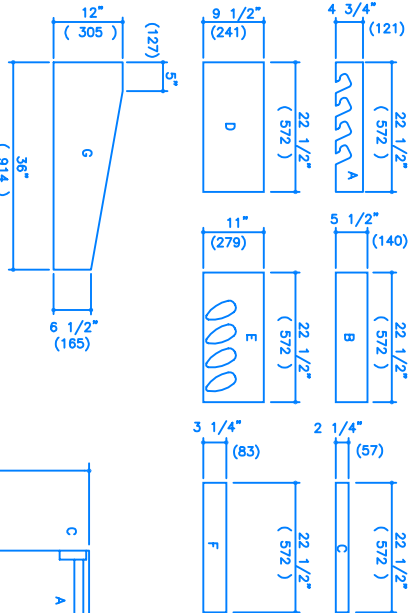 12"
( 305 )
(127)
5"
G
36"
( 914 )
6 1/2"
(165)
9 1/2"
(241)
22 1/2"
( 572 )
D
4 3/4"
(121)
22 1/2"
( 572 )
A
11"
(279)
22 1/2"
( 572 )
E
5 1/2"
(140)
22 1/2"
( 572 )
B
3 1/4"
(83)
22 1/2"
( 572 )
F
2 1/4"
(57)
22 1/2"
( 572 )
C
C
A